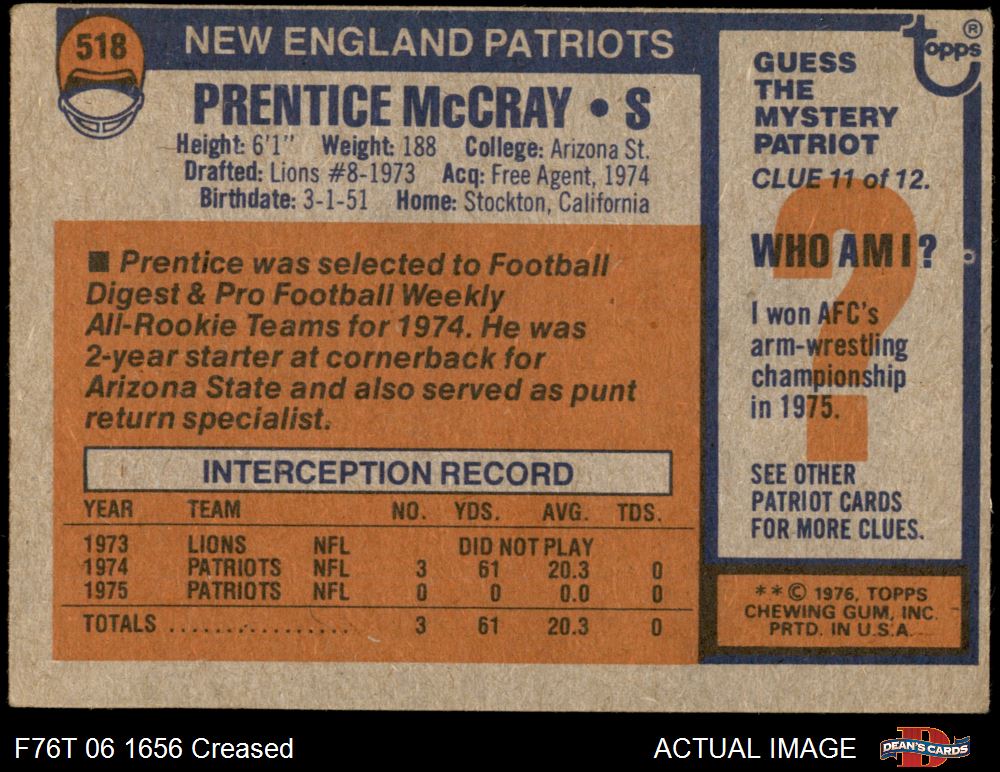 518
NEW ENGLAND PATRIOTS
PRENTICE McCRAY • S
Height: 6'1" Weight: 188 College: Arizona St.
Drafted: Lions #8-1973 Acq: Free Agent, 1974
Birthdate: 3-1-51 Home: Stockton, California
■ Prentice was selected to Football
Digest & Pro Football Weekly
All-Rookie Teams for 1974. He was
2-year starter at cornerback for
Arizona State and also served as punt
return specialist.
INTERCEPTION RECORD
YEAR TEAM NO. YDS. AVG. TDS.
1973 LIONS NFL DID NOT PLAY
1974 PATRIOTS NFL 3 61 20.3 0
1975 PATRIOTS NFL 0 0 0.0 0
TOTALS .................. 3 61 20.3 0
Topps ®
GUESS
THE
MYSTERY
PATRIOT
CLUE 11 of 12.
WHO AM I?
I won AFC's
arm-wrestling
championship
in 1975.
SEE OTHER
PATRIOT CARDS
FOR MORE CLUES.
** © 1976, TOPPS
CHEWING GUM, INC.
PRTD. IN U.S.A.
F76T 06 1656 Creased
ACTUAL IMAGE
DEAN'S CARDS